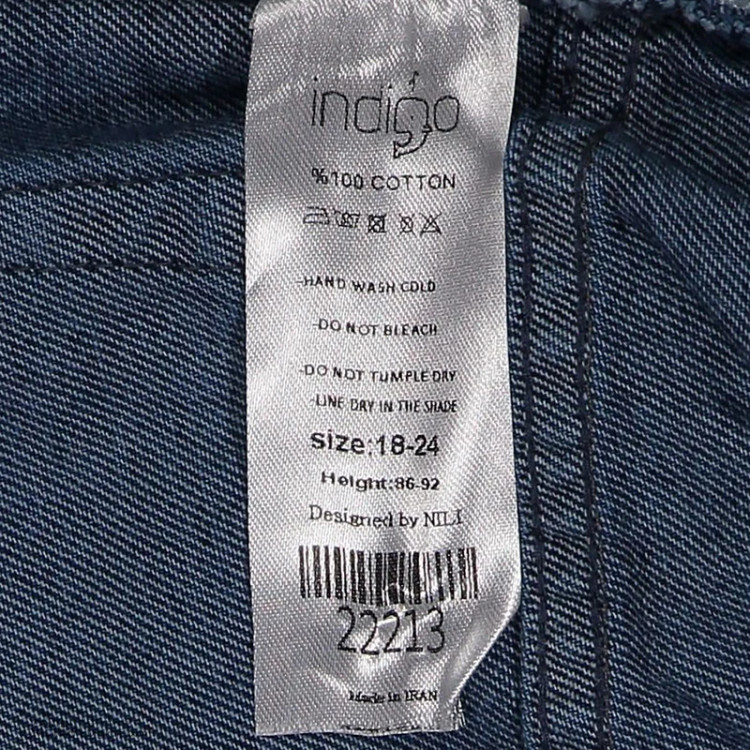 indigo
%100 COTTON
-HAND WASH COLD
-DO NOT BLEACH
-DO NOT TUMPLE DRY
-LINE DRY IN THE SHADE
size:18-24
Height:86-92
Designed by NILI
22213
Made in IRAN